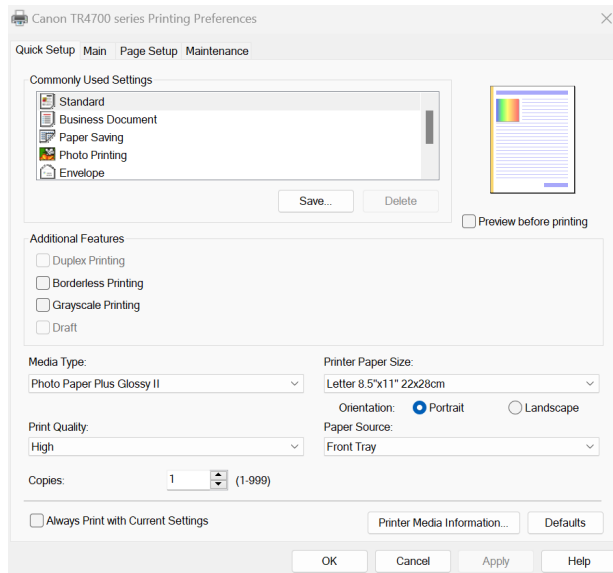 Canon TR4700 series Printing Preferences
Quick Setup Main Page Setup Maintenance
Commonly Used Settings
Standard
Business Document
Paper Saving
Photo Printing
Envelope
Save... Delete
Preview before printing
Additional Features
Duplex Printing
Borderless Printing
Grayscale Printing
Draft
Media Type: Printer Paper Size:
Photo Paper Plus Glossy II Letter 8.5"x11" 22x28cm
Orientation: Portrait Landscape
Print Quality: Paper Source:
High Front Tray
Copies: 1 (1-999)
Always Print with Current Settings Printer Media Information... Defaults
OK Cancel Apply Help